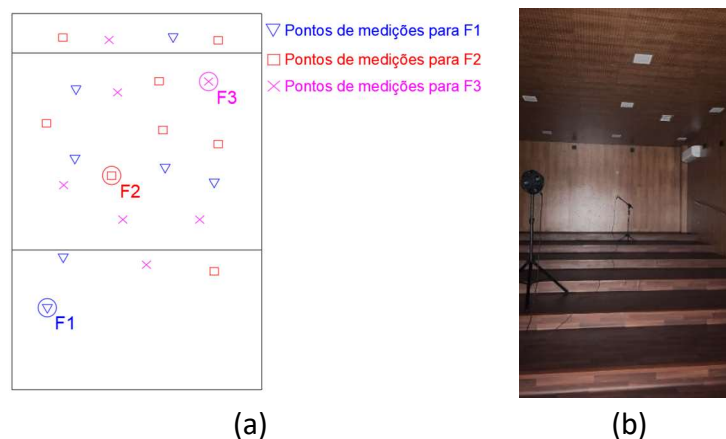 Pontos de medições para F1
Pontos de medições para F2
Pontos de medições para F3
F3
F2
F1
(a)
(b)